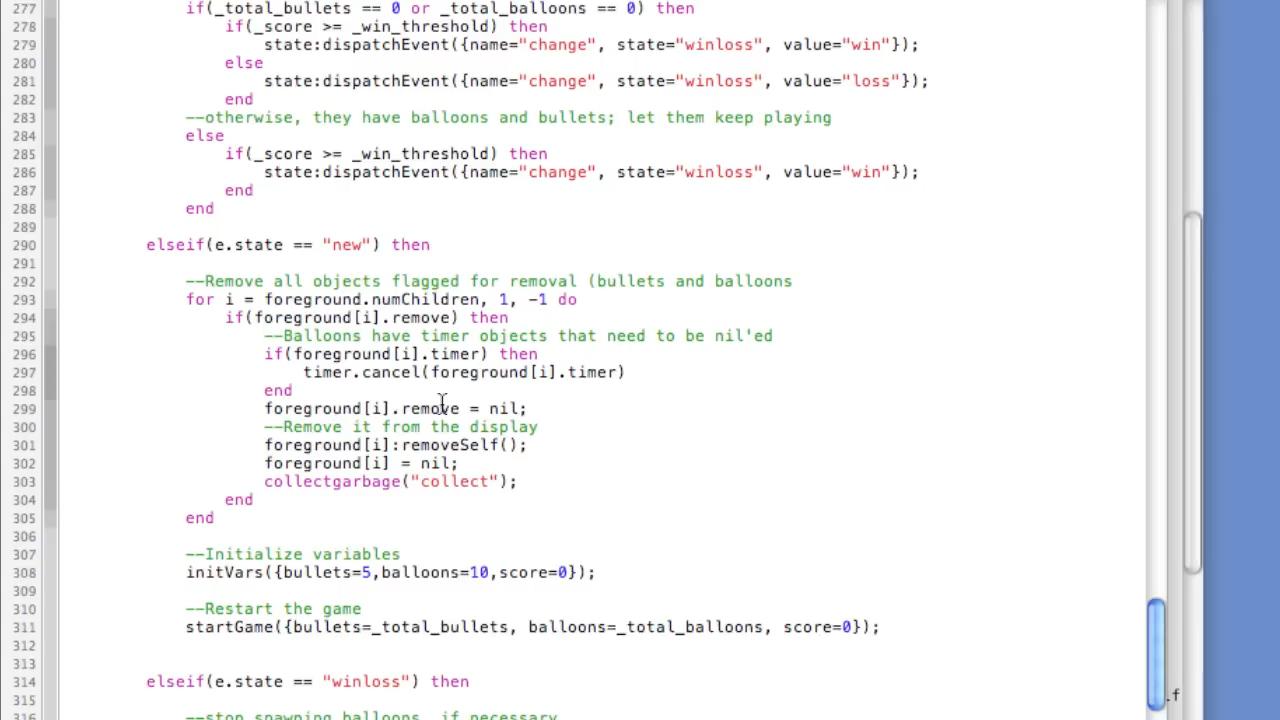 277 if(_total_bullets == 0 or _total_balloons == 0) then
278 if(_score >= _win_threshold) then
279 state:dispatchEvent({name="change", state="winloss", value="win"});
280 else
281 state:dispatchEvent({name="change", state="winloss", value="loss"});
282 end
283 --otherwise, they have balloons and bullets; let them keep playing
284 else
285 if(_score >= _win_threshold) then
286 state:dispatchEvent({name="change", state="winloss", value="win"});
287 end
288 end
289
290 elseif(e.state == "new") then
291
292 --Remove all objects flagged for removal (bullets and balloons
293 for i = foreground.numChildren, 1, -1 do
294 if(foreground[i].remove) then
295 --Balloons have timer objects that need to be nil'ed
296 if(foreground[i].timer) then
297 timer.cancel(foreground[i].timer)
298 end
299 foreground[i].remove = nil;
300 --Remove it from the display
301 foreground[i]:removeSelf();
302 foreground[i] = nil;
303 collectgarbage("collect");
304 end
305 end
306
307 --Initialize variables
308 initVars({bullets=5,balloons=10,score=0});
309
310 --Restart the game
311 startGame({bullets=_total_bullets, balloons=_total_balloons, score=0});
312
313
314 elseif(e.state == "winloss") then
315
316 --stop spawning balloons, if necessary
.f